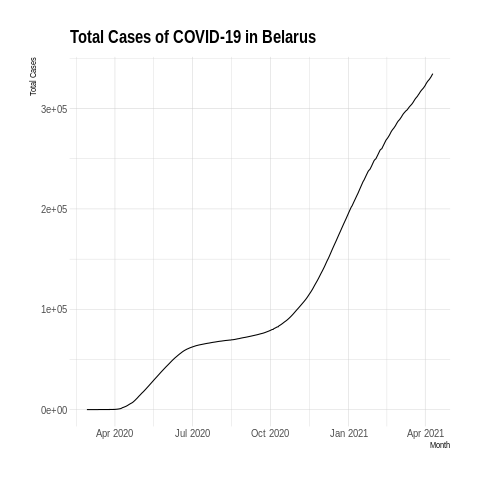 Total Cases of COVID-19 in Belarus
Total Cases
3e+05
2e+05
1e+05
0e+00
Apr 2020 Jul 2020 Oct 2020 Jan 2021 Apr 2021
Month